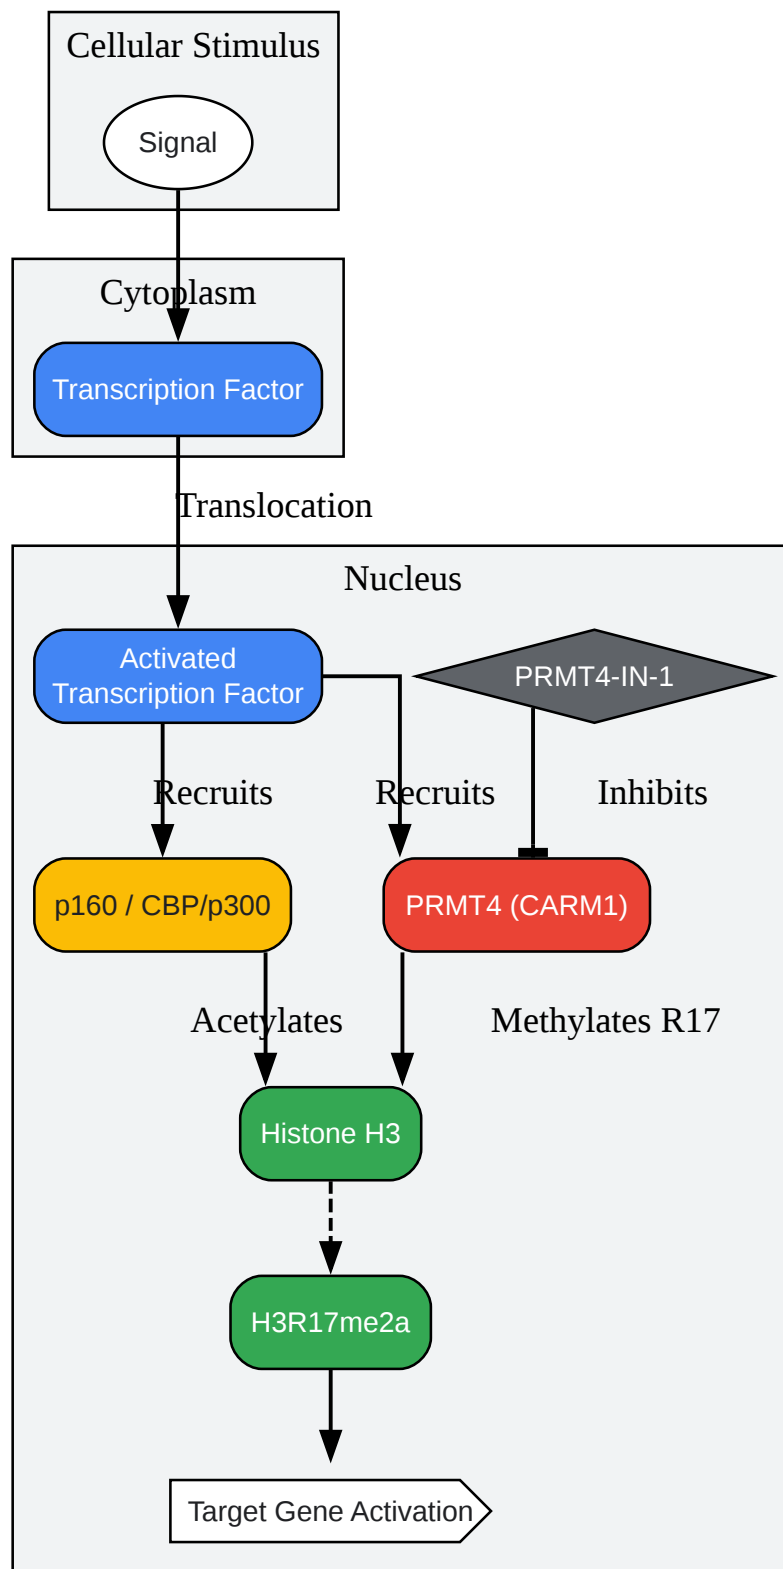 Cellular Stimulus
Signal
Cytoplasm
Transcription Factor
Translocation
Nucleus
Activated
Transcription Factor
PRMT4-IN-1
Recruits
Recruits
Inhibits
p160 / CBP/p300
PRMT4 (CARM1)
Acetylates
Methylates R17
Histone H3
H3R17me2a
Target Gene Activation